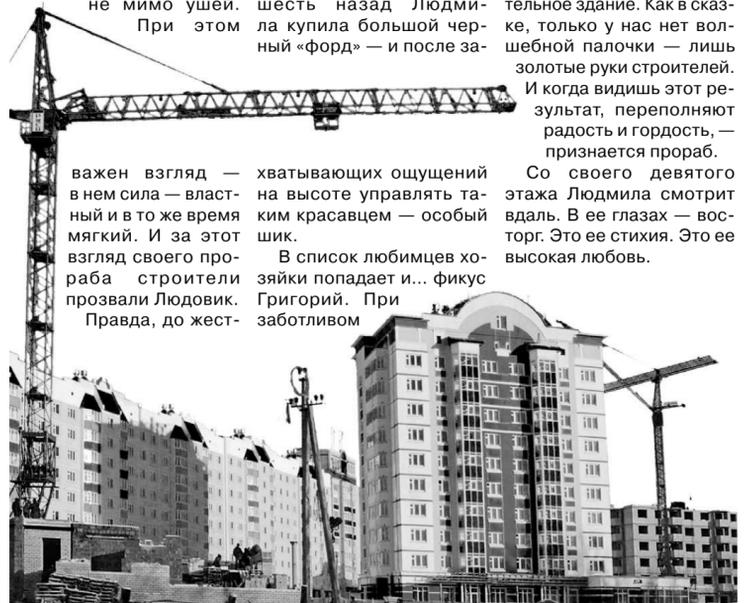 не мимо ушей.
При этом
важен взгляд —
в нем сила — власт-
ный и в то же время
мягкий. И за этот
взгляд своего про-
раба строители
прозвали Людовик.
Правда, до жест-
шесть назад Людми-
ла купила большой чер-
ный «форд» — и после за-
хватывающих ощущений
на высоте управлять та-
ким красавцем — особый
шик.
В список любимцев хо-
зяйки попадает и... фикус
Григорий. При
заботливом
тельное здание. Как в сказ-
ке, только у нас нет вол-
шебной палочки — лишь
золотые руки строителей.
И когда видишь этот ре-
зультат, переполняют
радость и гордость, —
признается прораб.
Со своего девятого
этажа Людмила смотрит
вдаль. В ее глазах — вос-
торг. Это ее стихия. Это ее
высокая любовь.